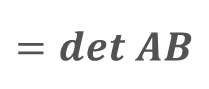 = det AB